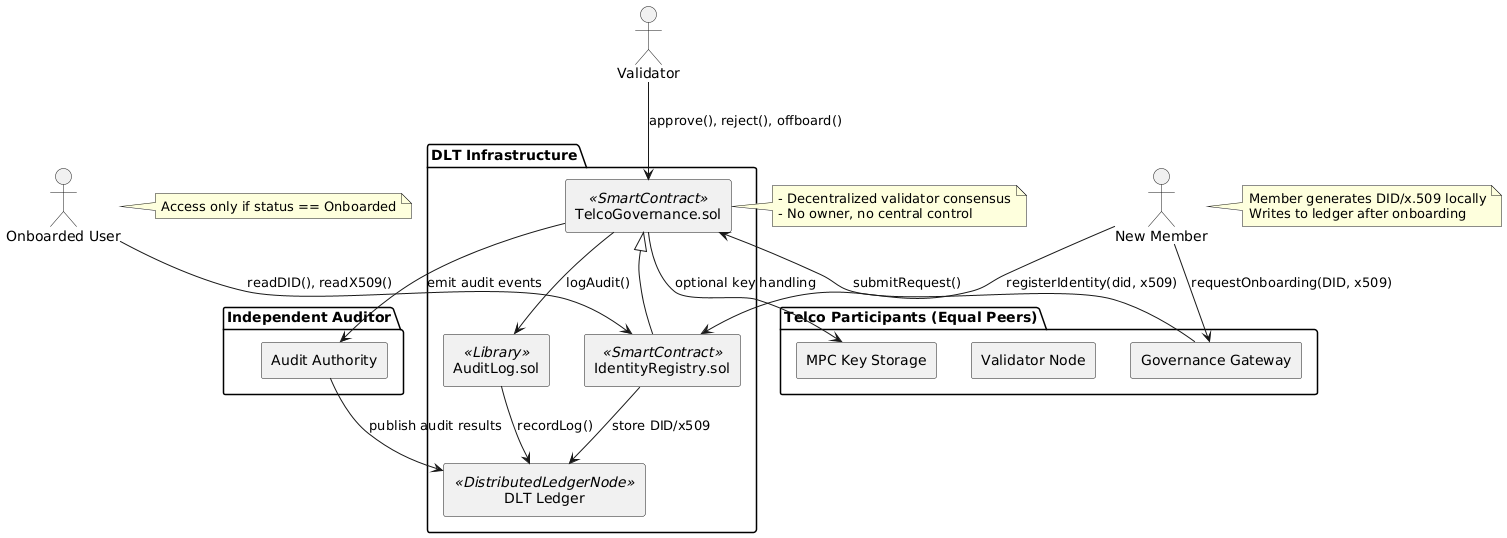 Validator
approve(), reject(), offboard()
DLT Infrastructure
Onboarded User
Access only if status == Onboarded
«SmartContract»
TelcoGovernance.sol
- Decentralized validator consensus
- No owner, no central control
New Member
Member generates DID/x.509 locally
Writes to ledger after onboarding
readDID(), readX509()
emit audit events
logAudit()
optional key handling
submitRequest()
registerIdentity(did, x509)
requestOnboarding(DID, x509)
Independent Auditor
Audit Authority
«Library»
AuditLog.sol
«SmartContract»
IdentityRegistry.sol
Telco Participants (Equal Peers)
MPC Key Storage
Validator Node
Governance Gateway
publish audit results
recordLog()
store DID/x509
«DistributedLedgerNode»
DLT Ledger